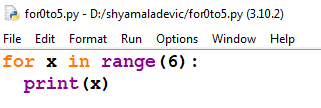 for0to5.py - D:/shyamaladevic/for0to5.py (3.10.2)
File Edit Format Run Options Window Help
for x in range(6):
  print(x)